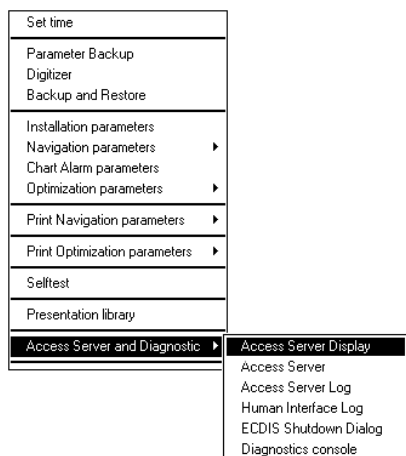 Set time
Parameter Backup
Digitizer
Backup and Restore
Installation parameters
Navigation parameters
Chart Alarm parameters
Optimization parameters
Print Navigation parameters
Print Optimization parameters
Selftest
Presentation library
Access Server and Diagnostic
Access Server Display
Access Server
Access Server Log
Human Interface Log
ECDIS Shutdown Dialog
Diagnostics console